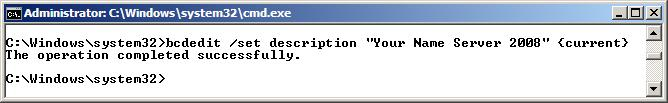 Administrator: C:\Windows\system32\cmd.exe
C:\Windows\system32>bcdedit /set description "Your Name Server 2008" {current}
The operation completed successfully.
C:\Windows\system32>